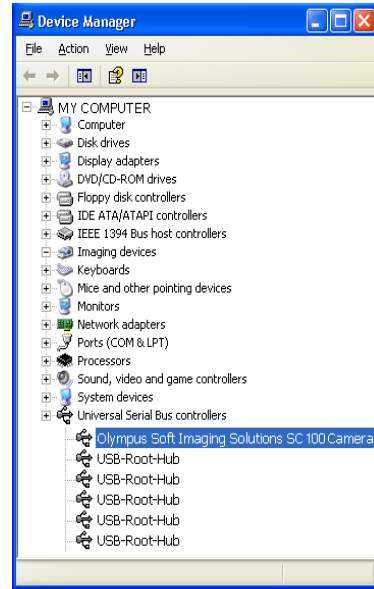 Device Manager
File Action View Help
MY COMPUTER
Computer
Disk drives
Display adapters
DVD/CD-ROM drives
Floppy disk controllers
IDE ATA/ATAPI controllers
IEEE 1394 Bus host controllers
Imaging devices
Keyboards
Mice and other pointing devices
Monitors
Network adapters
Ports (COM & LPT)
Processors
Sound, video and game controllers
System devices
Universal Serial Bus controllers
Olympus Soft Imaging Solutions SC 100 Camera
USB-Root-Hub
USB-Root-Hub
USB-Root-Hub
USB-Root-Hub
USB-Root-Hub